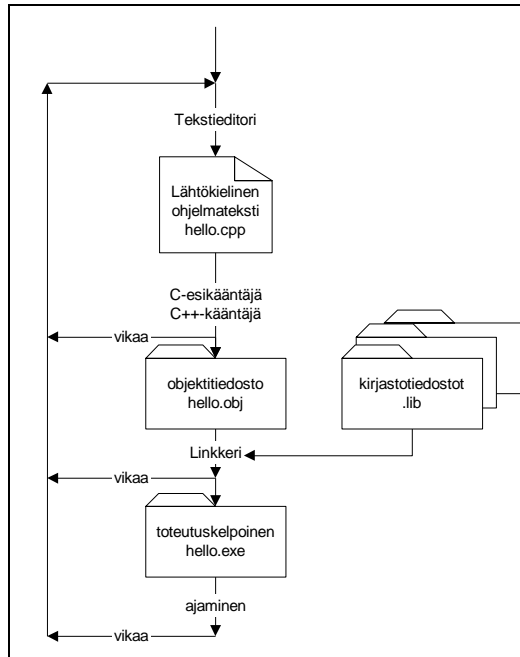 Tekstieditori
Lähtökielinen
ohjelmateksti
hello.cpp
C-esikääntäjä
C++-kääntäjä
vikaa
objektitiedosto
hello.obj
kirjastotiedostot
.lib
Linkkeri
vikaa
toteutuskelpoinen
hello.exe
ajaminen
vikaa